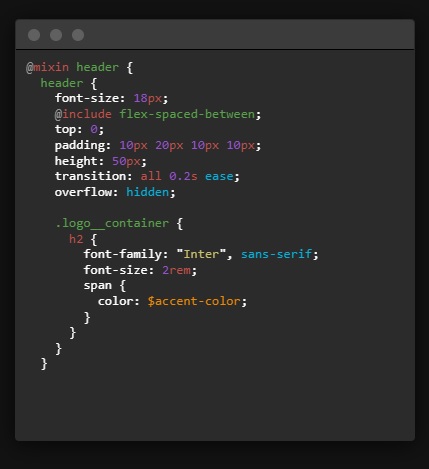 @mixin header {
  header {
    font-size: 18px;
    @include flex-spaced-between;
    top: 0;
    padding: 10px 20px 10px 10px;
    height: 50px;
    transition: all 0.2s ease;
    overflow: hidden;

    .logo__container {
      h2 {
        font-family: "Inter", sans-serif;
        font-size: 2rem;
        span {
          color: $accent-color;
        }
      }
    }
  }